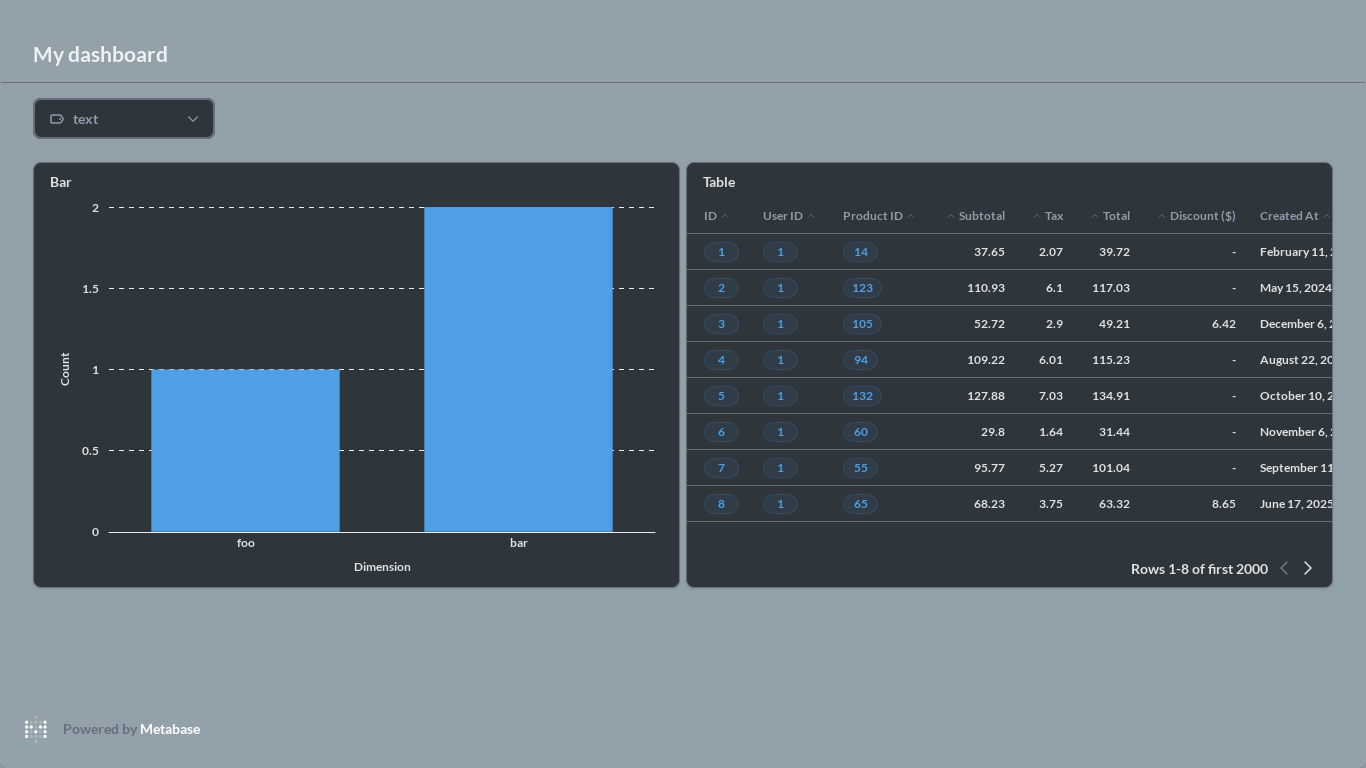 My dashboard
text
Bar
2
1.5
1
0.5
0
Count
foo bar
Dimension
Table
ID User ID Product ID Subtotal Tax Total Discount ($) Created At
1 1 14 37.65 2.07 39.72 - February 11,
2 1 123 110.93 6.1 117.03 - May 15, 2024
3 1 105 52.72 2.9 49.21 6.42 December 6,
4 1 94 109.22 6.01 115.23 - August 22, 20
5 1 132 127.88 7.03 134.91 - October 10, 2
6 1 60 29.8 1.64 31.44 - November 6,
7 1 55 95.77 5.27 101.04 - September 11
8 1 65 68.23 3.75 63.32 8.65 June 17, 2025
Rows 1-8 of first 2000
Powered by Metabase